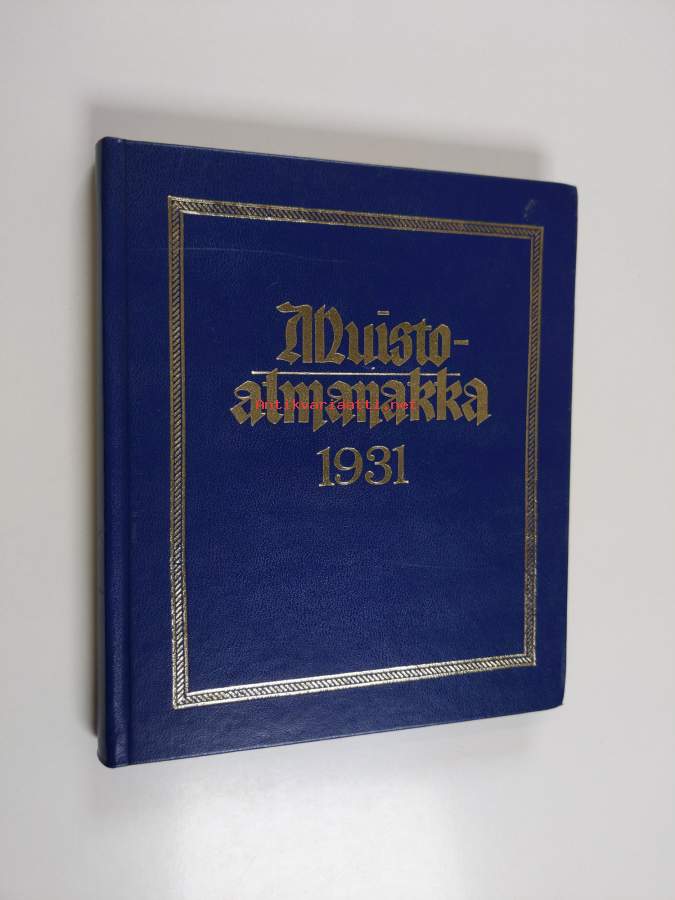 Muisto-
almanakka
Antikvariaatti.net
1931